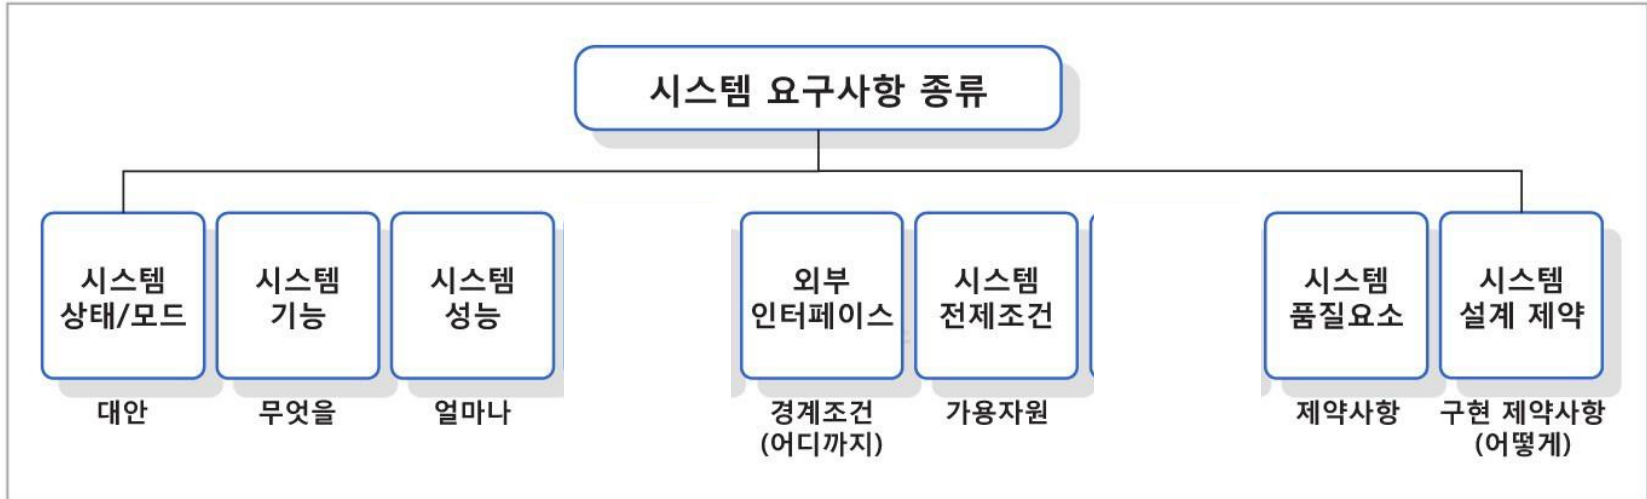 시스템 요구사항 종류
시스템
상태/모드
시스템
기능
시스템
성능
외부
인터페이스
시스템
전제조건
시스템
품질요소
시스템
설계 제약
대안
무엇을
얼마나
경계조건
(어디까지)
가용자원
제약사항
구현 제약사항
(어떻게)